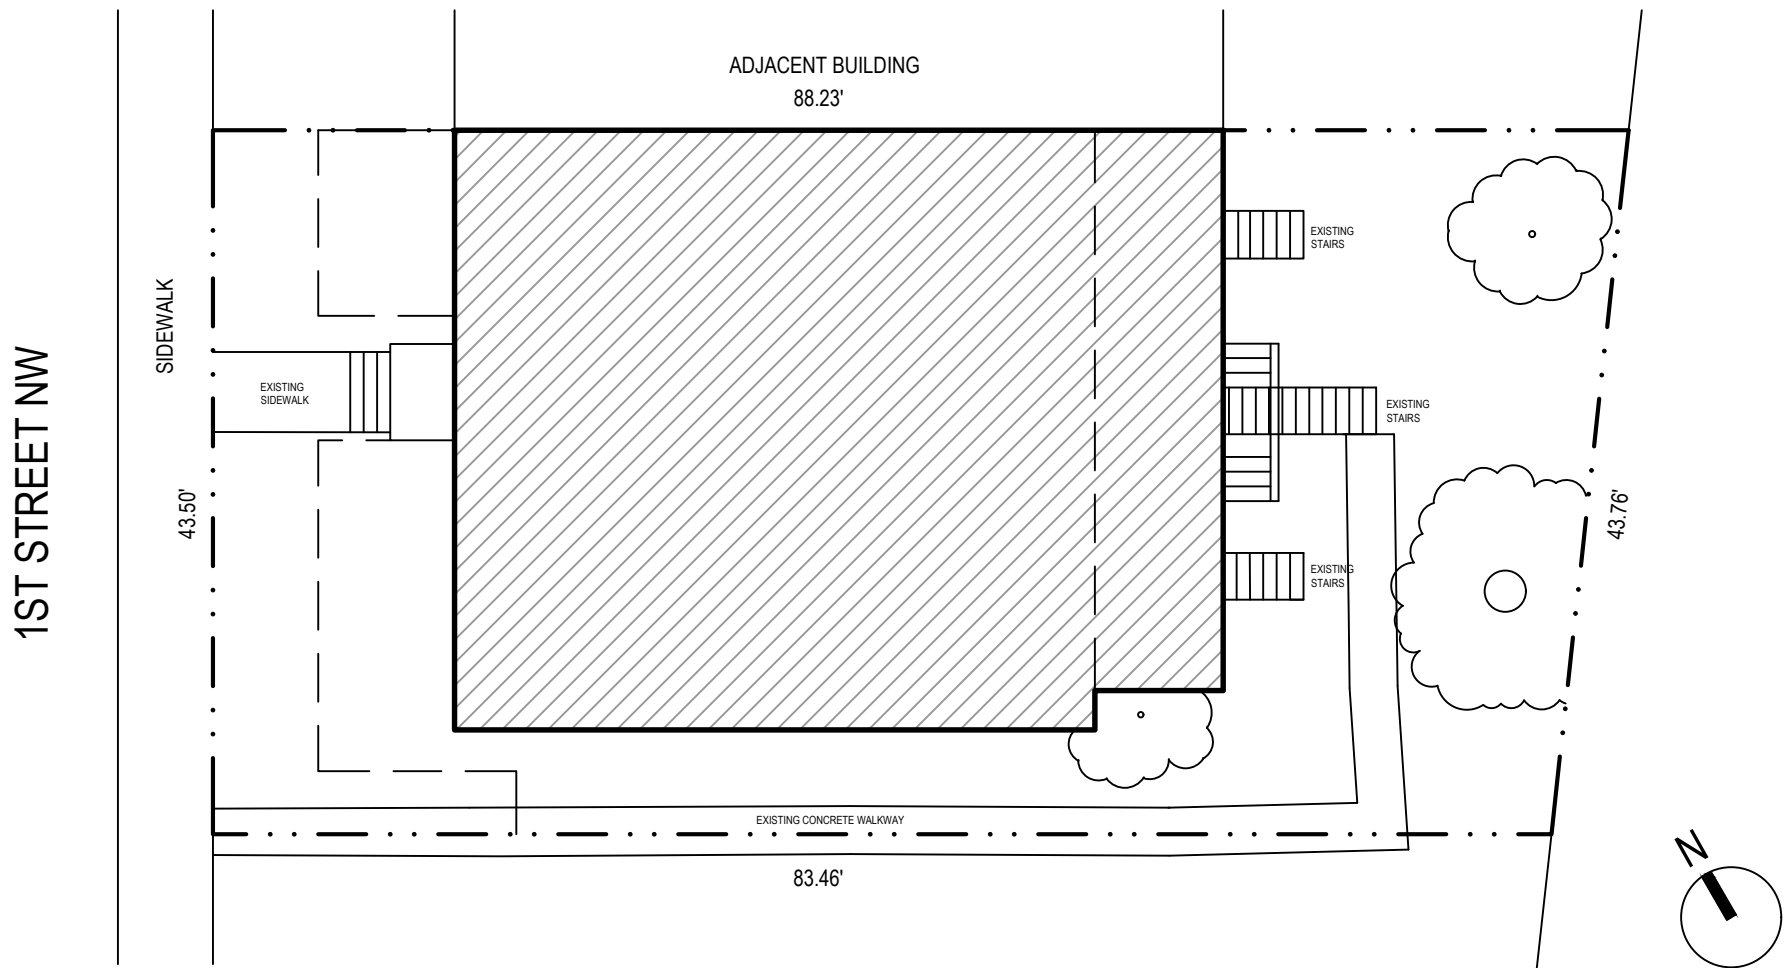 ADJACENT BUILDING
88.23'
EXISTING
STAIRS
SIDEWALK
1ST STREET NW
EXISTING
SIDEWALK
EXISTING
STAIRS
43.50'
43.76'
EXISTING
STAIRS
EXISTING CONCRETE WALKWAY
83.46'
N